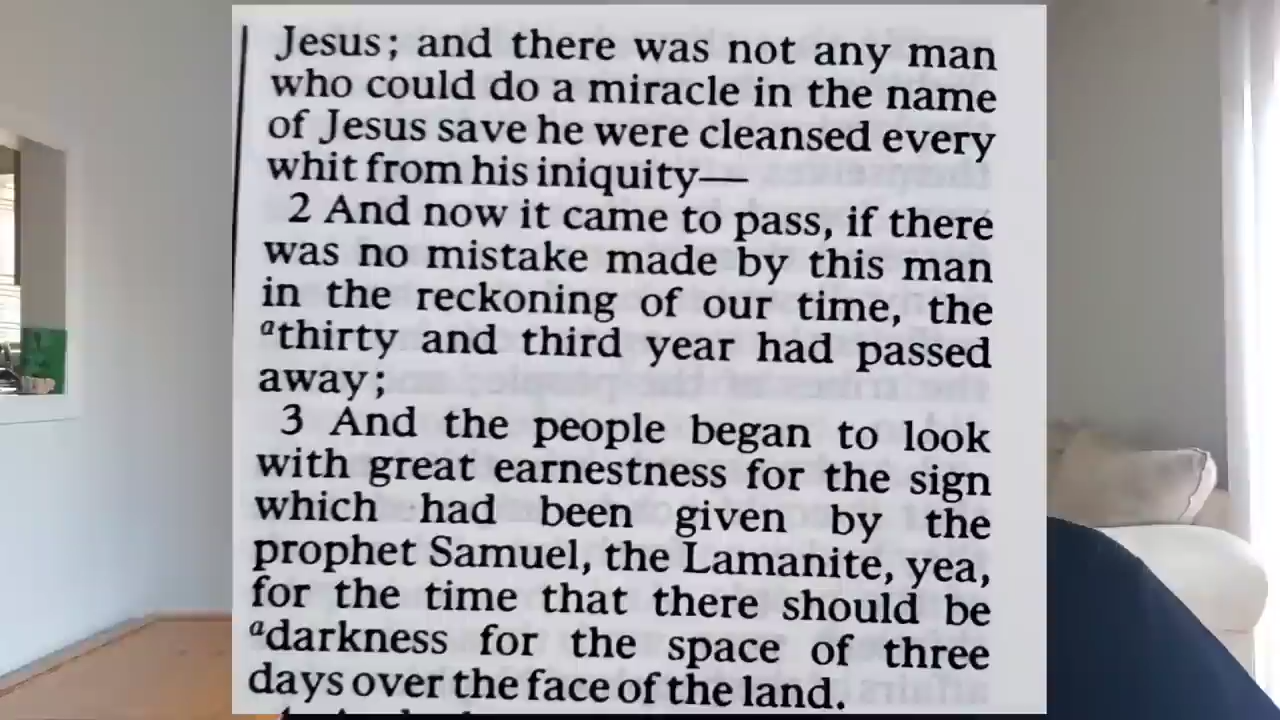 Jesus; and there was not any man
who could do a miracle in the name
of Jesus save he were cleansed every
whit from his iniquity—
2 And now it came to pass, if there
was no mistake made by this man
in the reckoning of our time, the
ᵃthirty and third year had passed
away;
3 And the people began to look
with great earnestness for the sign
which had been given by the
prophet Samuel, the Lamanite, yea,
for the time that there should be
ᵃdarkness for the space of three
days over the face of the land.